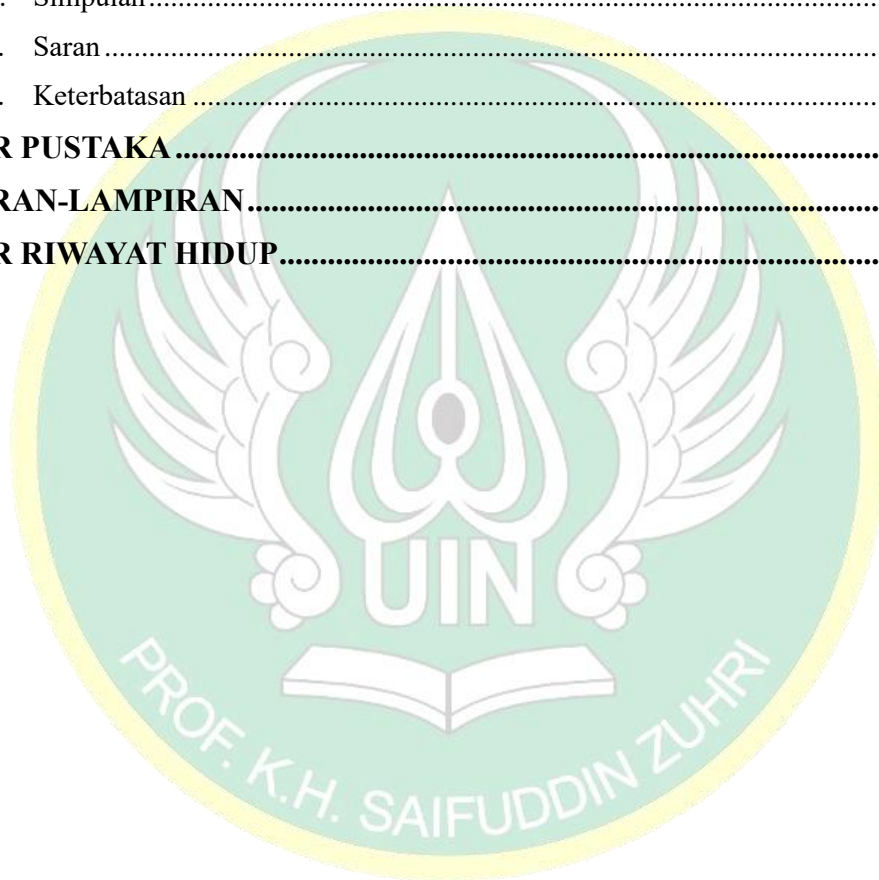 . Simpulan........................................................................................
. Saran........................................................................................
. Keterbatasan........................................................................................
R PUSTAKA........................................................................................
RAN-LAMPIRAN........................................................................................
R RIWAYAT HIDUP........................................................................................
UIN
PROF. K.H. SAIFUDDIN ZUHRI